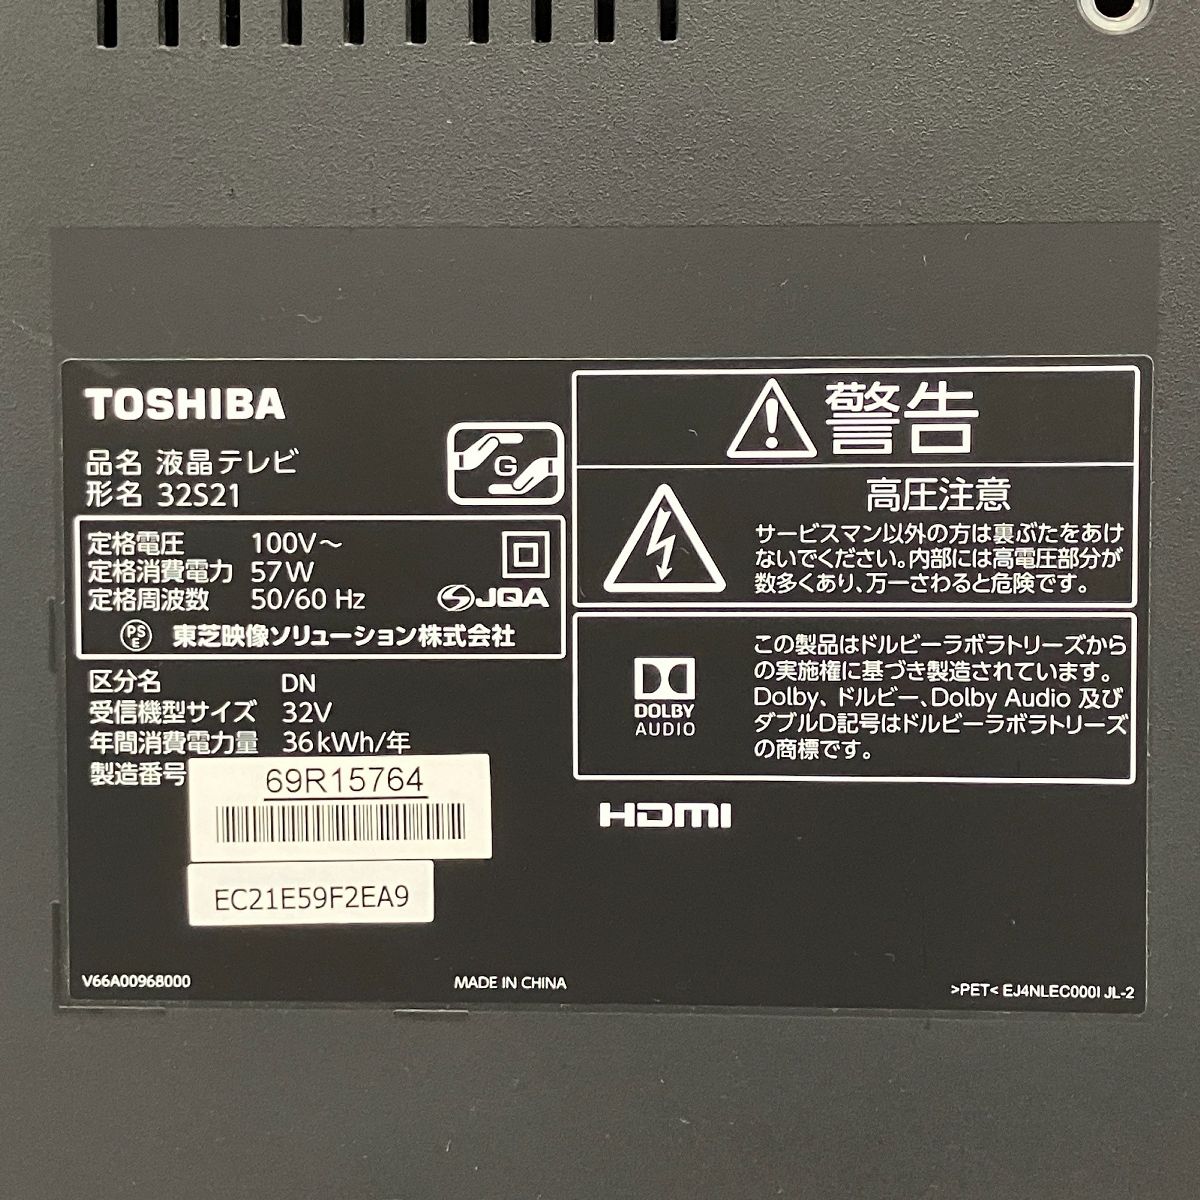 TOSHIBA
品名 液晶テレビ
形名 32S21
G
定格電圧 100V～
定格消費電力 57W
定格周波数 50/60 Hz
JQA
PS
E
東芝映像ソリューション株式会社
区分名 DN
受信機型サイズ 32V
年間消費電力量 36kWh/年
製造番号
69R15764
EC21E59F2EA9
V66A00968000
MADE IN CHINA
警告
高圧注意
サービスマン以外の方は裏ぶたをあけ
ないでください。内部には高電圧部分が
数多くあり、万一さわると危険です。
DOLBY
AUDIO
この製品はドルビーラボラトリーズから
の実施権に基づき製造されています。
Dolby、ドルビー、Dolby Audio 及び
ダブルD記号はドルビーラボラトリーズ
の商標です。
HDMI
>PET< EJ4NLEC000I JL-2